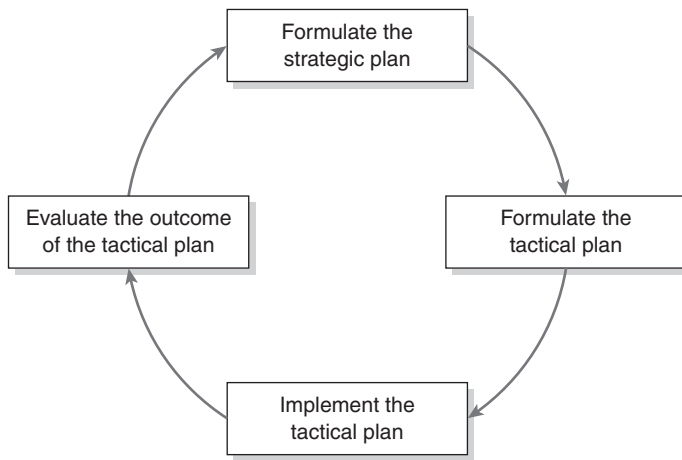 Formulate the
strategic plan
Formulate the
tactical plan
Implement the
tactical plan
Evaluate the outcome
of the tactical plan